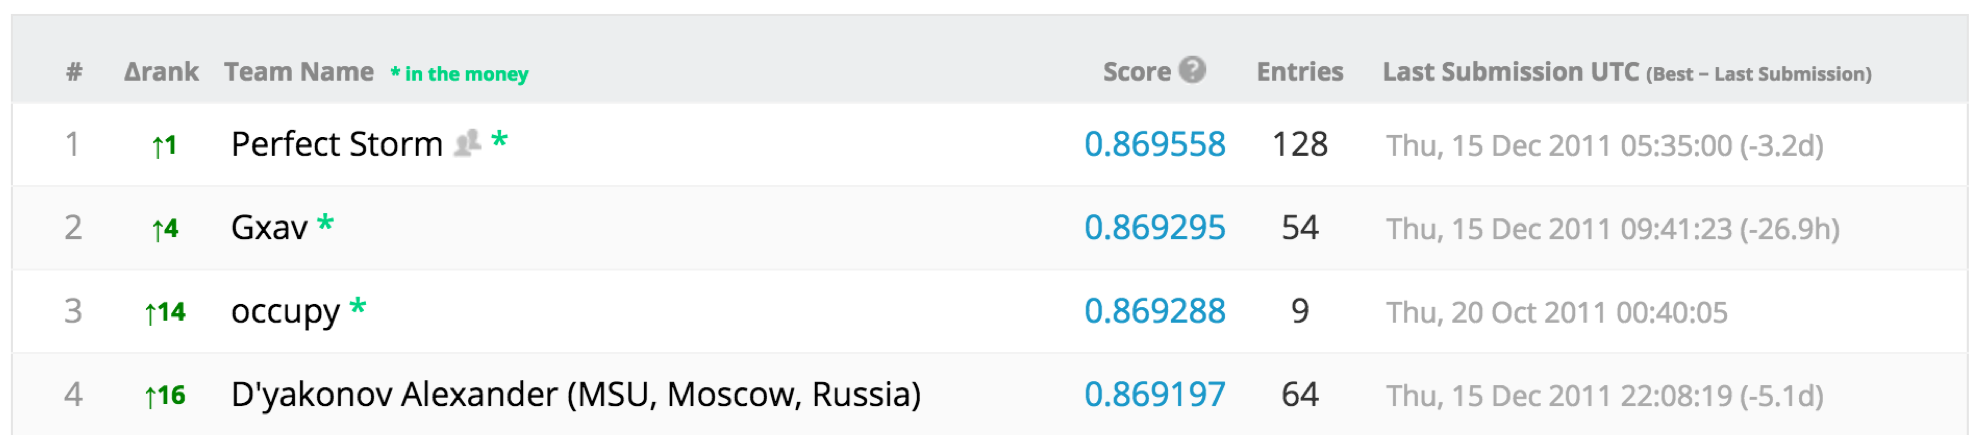 # Δrank Team Name * in the money Score ? Entries Last Submission UTC (Best – Last Submission)
1 ↑1 Perfect Storm * 0.869558 128 Thu, 15 Dec 2011 05:35:00 (-3.2d)
2 ↑4 Gxav * 0.869295 54 Thu, 15 Dec 2011 09:41:23 (-26.9h)
3 ↑14 occupy * 0.869288 9 Thu, 20 Oct 2011 00:40:05
4 ↑16 D'yakonov Alexander (MSU, Moscow, Russia) 0.869197 64 Thu, 15 Dec 2011 22:08:19 (-5.1d)